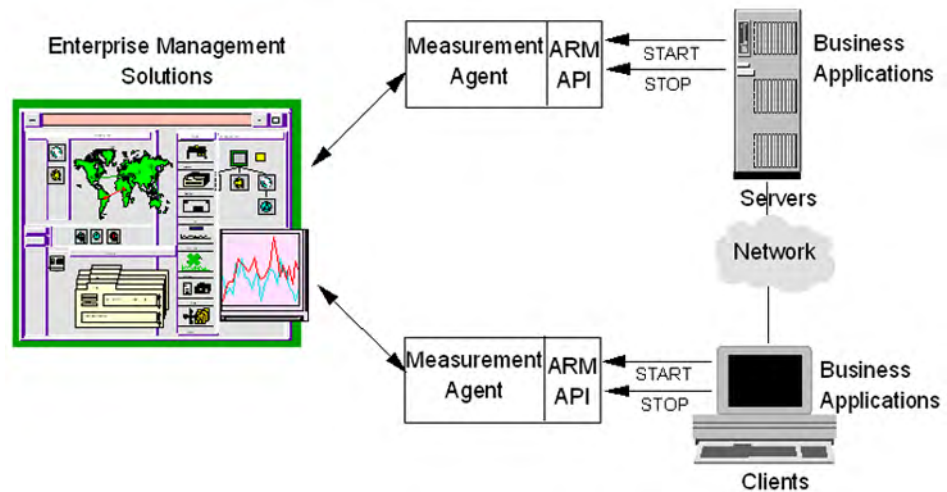 Enterprise Management
Solutions
Measurement
Agent
ARM
API
START
STOP
Business
Applications
Servers
Network
Measurement
Agent
ARM
API
START
STOP
Business
Applications
Clients